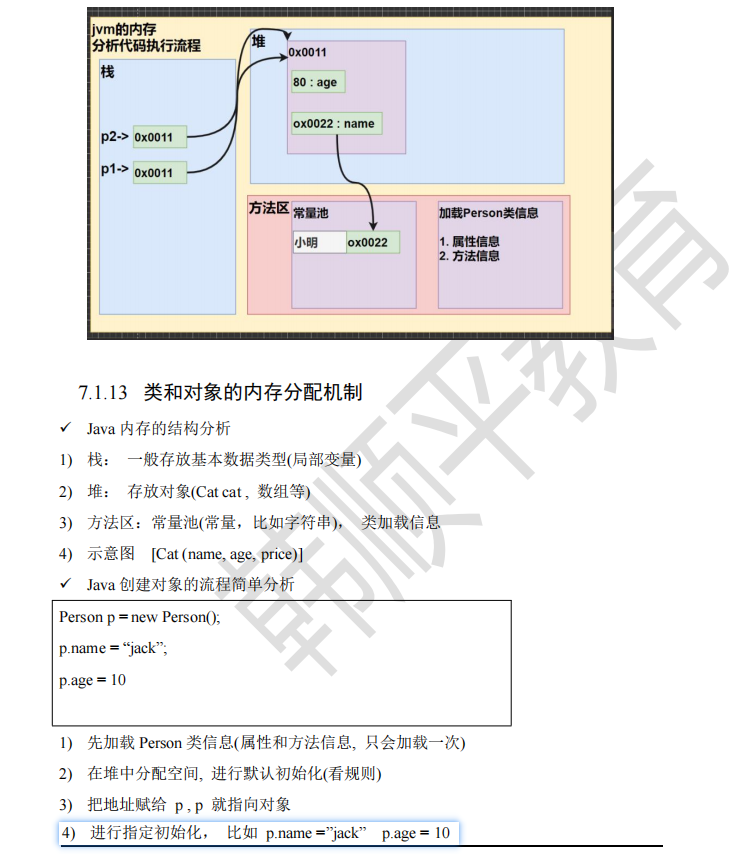 jvm的内存
分析代码执行流程
栈
p2-> 0x0011
p1-> 0x0011
堆
0x0011
80 : age
ox0022 : name
方法区
常量池
小明 ox0022
加载Person类信息
1. 属性信息
2. 方法信息
7.1.13 类和对象的内存分配机制
✓ Java 内存的结构分析
1) 栈： 一般存放基本数据类型(局部变量)
2) 堆： 存放对象(Cat cat , 数组等)
3) 方法区：常量池(常量，比如字符串)， 类加载信息
4) 示意图 [Cat (name, age, price)]
✓ Java 创建对象的流程简单分析
Person p = new Person();
p.name = “jack”;
p.age = 10
1) 先加载 Person 类信息(属性和方法信息, 只会加载一次)
2) 在堆中分配空间, 进行默认初始化(看规则)
3) 把地址赋给 p , p 就指向对象
4) 进行指定初始化， 比如 p.name =”jack” p.age = 10
韩顺平教育